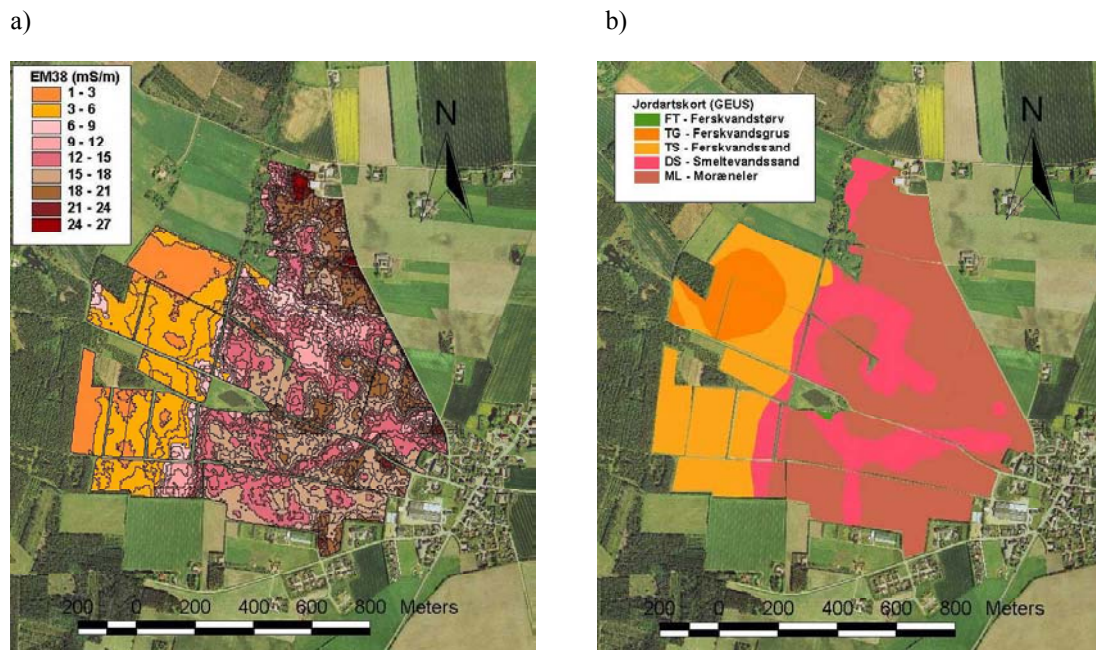 a)
EM38 (mS/m)
1 - 3
3 - 6
6 - 9
9 - 12
12 - 15
15 - 18
18 - 21
21 - 24
24 - 27
N
200 0 200 400 600 800 Meters
b)
Jordartskort (GEUS)
FT - Ferskvandstørv
TG - Ferskvandsgrus
TS - Ferskvandssand
DS - Smeltevandssand
ML - Moræneler
N
200 0 200 400 600 800 Meters